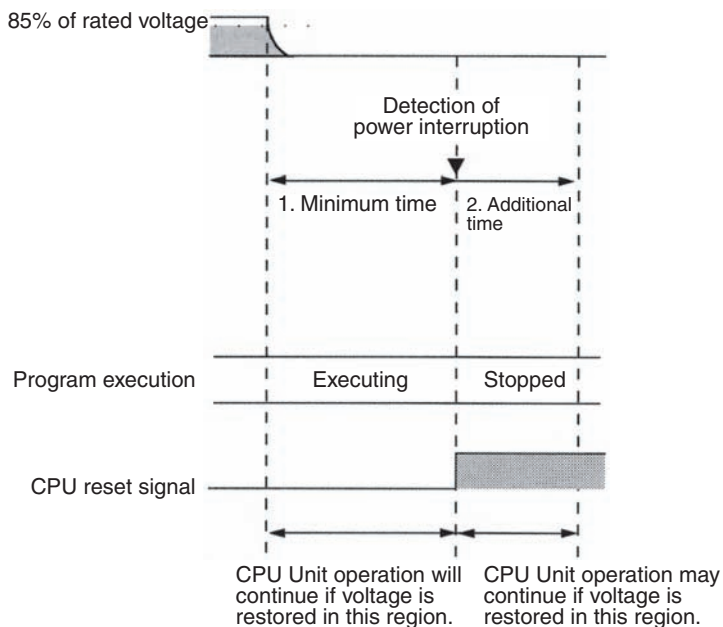 85% of rated voltage
Detection of
power interruption
1. Minimum time
2. Additional
time
Program execution
Executing
Stopped
CPU reset signal
CPU Unit operation will
continue if voltage is
restored in this region.
CPU Unit operation may
continue if voltage is
restored in this region.